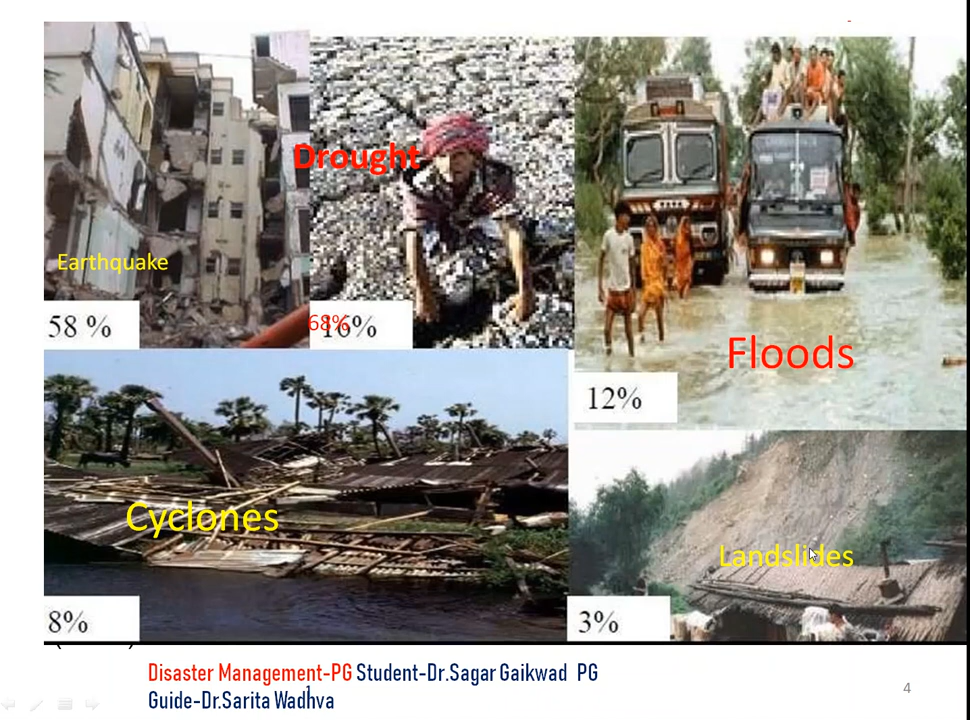 Drought
Earthquake
58 %
68%
16%
Floods
12%
Cyclones
Landslides
8%
3%
Disaster Management-PG Student-Dr.Sagar Gaikwad PG
Guide-Dr.Sarita Wadhva
4